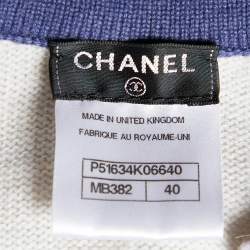 CHANEL
MADE IN UNITED KINGDOM
FABRIQUE AU ROYAUME-UNI
P51634K06640
MB382 40